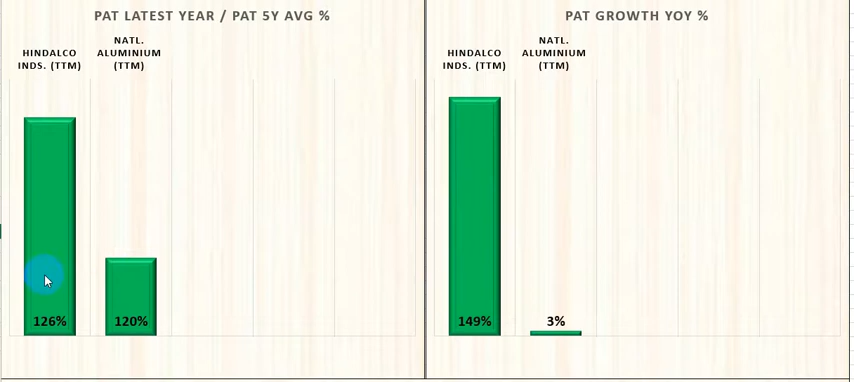 PAT LATEST YEAR / PAT 5Y AVG %
HINDALCO
INDS. (TTM)
NATL.
ALUMINIUM
(TTM)
126%
120%
PAT GROWTH YOY %
HINDALCO
INDS. (TTM)
NATL.
ALUMINIUM
(TTM)
149%
3%